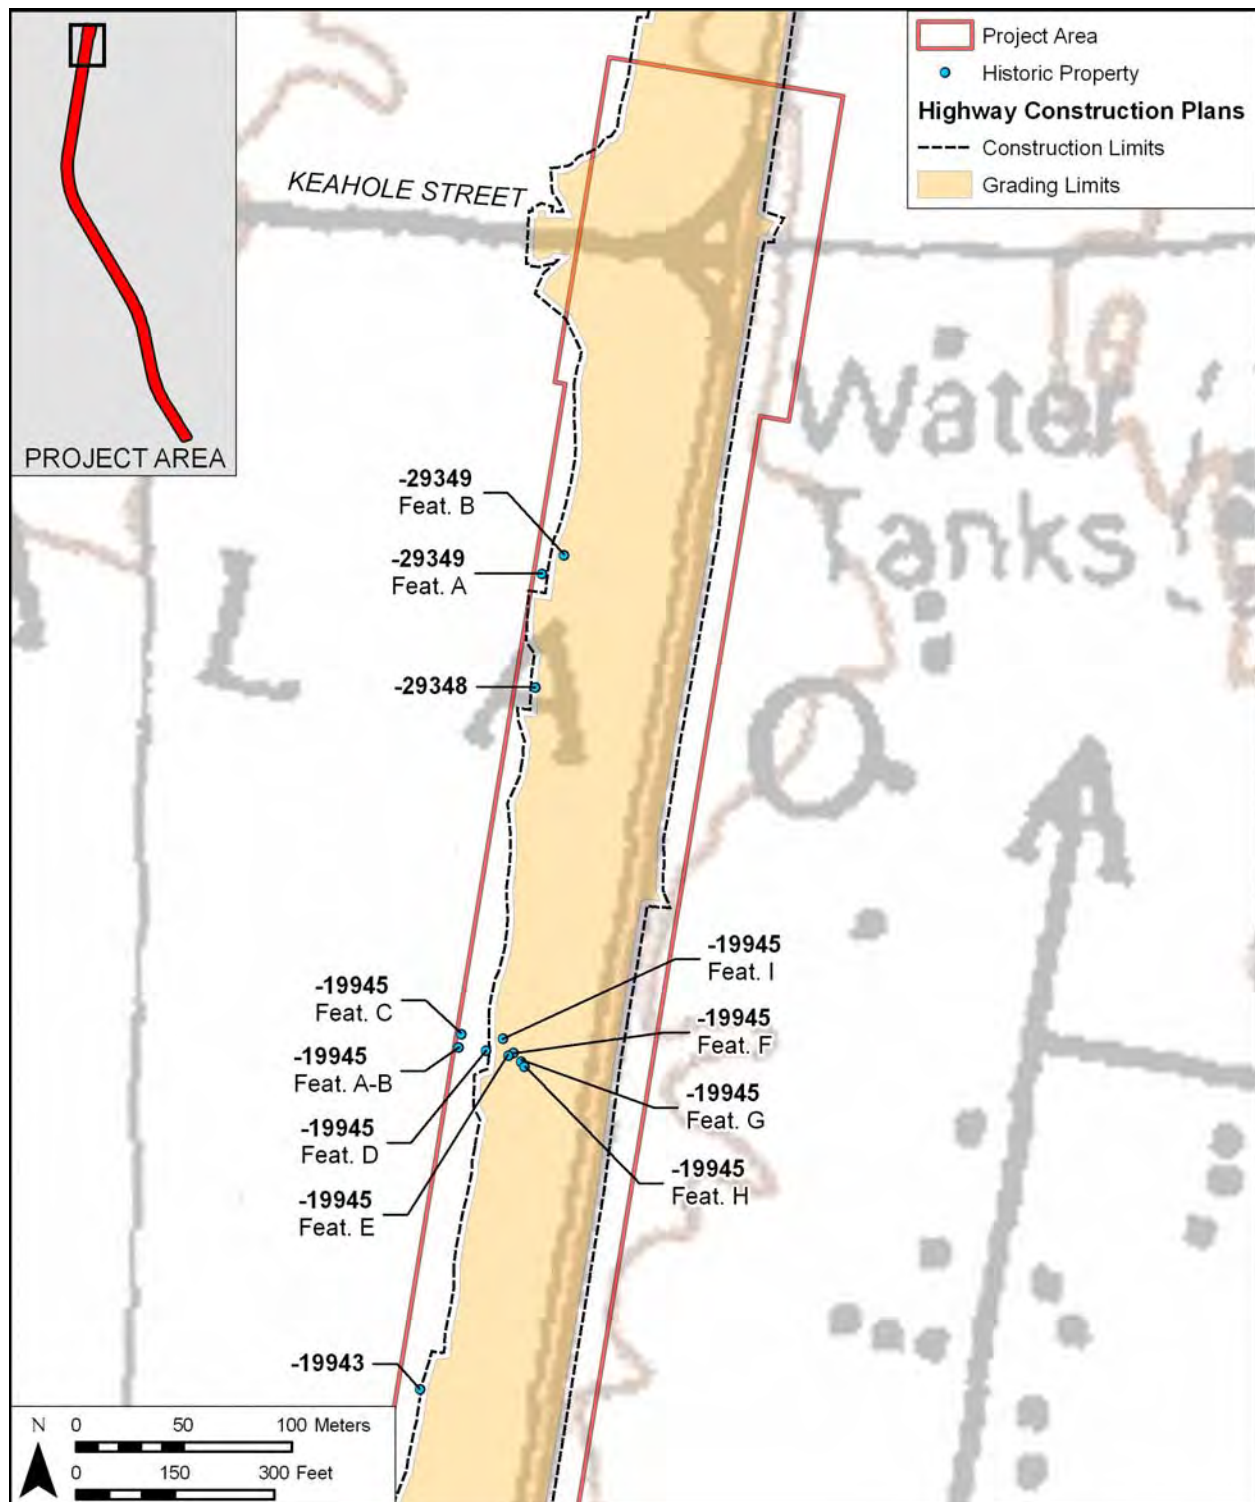 Project Area
Historic Property
Highway Construction Plans
Construction Limits
Grading Limits
PROJECT AREA
KEAHOLE STREET
Water
Tanks
L
A
O
-29349
Feat. B
-29349
Feat. A
-29348
-19945
Feat. I
-19945
Feat. C
-19945
Feat. F
-19945
Feat. A-B
-19945
Feat. G
-19945
Feat. D
-19945
Feat. H
-19945
Feat. E
-19943
N
0 50 100 Meters
0 150 300 Feet